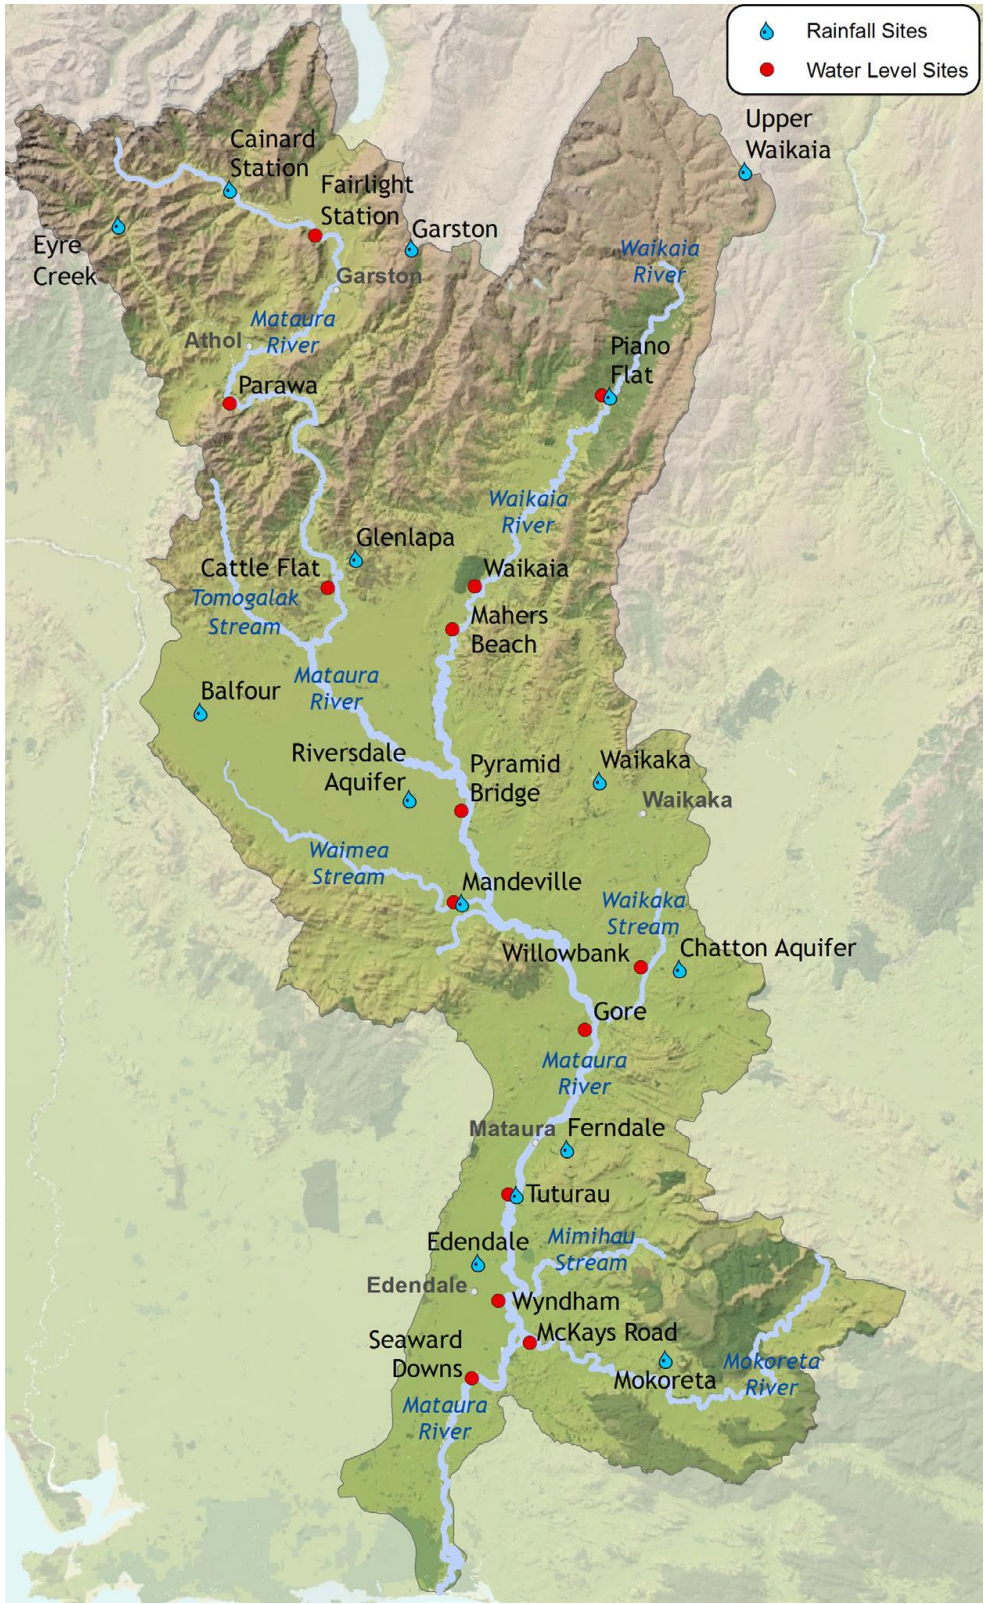 Rainfall Sites
Water Level Sites
Upper
Waikaia
Cainard
Station
Fairlight
Station
Garston
Eyre
Creek
Garston
Waikaia
River
Mataura
River
Athol
Piano
Flat
Parawa
Waikaia
River
Glenlapa
Cattle Flat
Waikaia
Tomogalak
Stream
Mahers
Beach
Mataura
River
Balfour
Riversdale
Aquifer
Pyramid
Bridge
Waikaka
Waikaka
Waimea
Stream
Mandeville
Waikaka
Stream
Willowbank
Chatton Aquifer
Gore
Mataura
River
Mataura
Ferndale
Tuturau
Edendale
Mimihau
Stream
Edendale
Wyndham
McKays Road
Seaward
Downs
Mokoreta
Mokoreta
River
Mataura
River